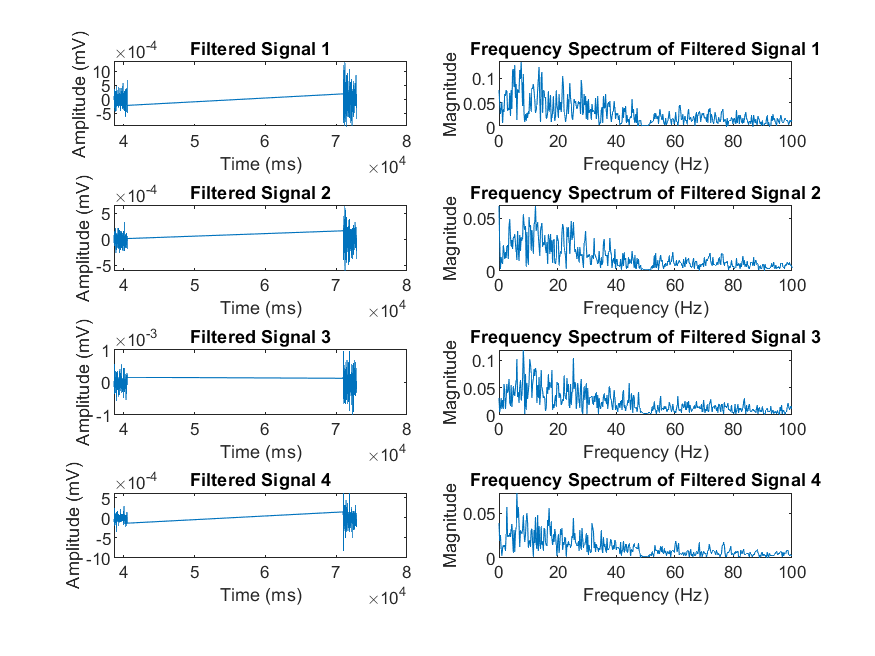 Filtered Signal 1
×10-4
Amplitude (mV)
10
5
0
-5
4 5 6 7 8
Time (ms)
×104
Frequency Spectrum of Filtered Signal 1
Magnitude
0.1
0.05
0
0 20 40 60 80 100
Frequency (Hz)
Filtered Signal 2
×10-4
Amplitude (mV)
5
0
-5
4 5 6 7 8
Time (ms)
×104
Frequency Spectrum of Filtered Signal 2
Magnitude
0.05
0
0 20 40 60 80 100
Frequency (Hz)
Filtered Signal 3
×10-3
Amplitude (mV)
1
0
-1
4 5 6 7 8
Time (ms)
×104
Frequency Spectrum of Filtered Signal 3
Magnitude
0.1
0.05
0
0 20 40 60 80 100
Frequency (Hz)
Filtered Signal 4
×10-4
Amplitude (mV)
5
0
-5
-10
4 5 6 7 8
Time (ms)
×104
Frequency Spectrum of Filtered Signal 4
Magnitude
0.05
0
0 20 40 60 80 100
Frequency (Hz)